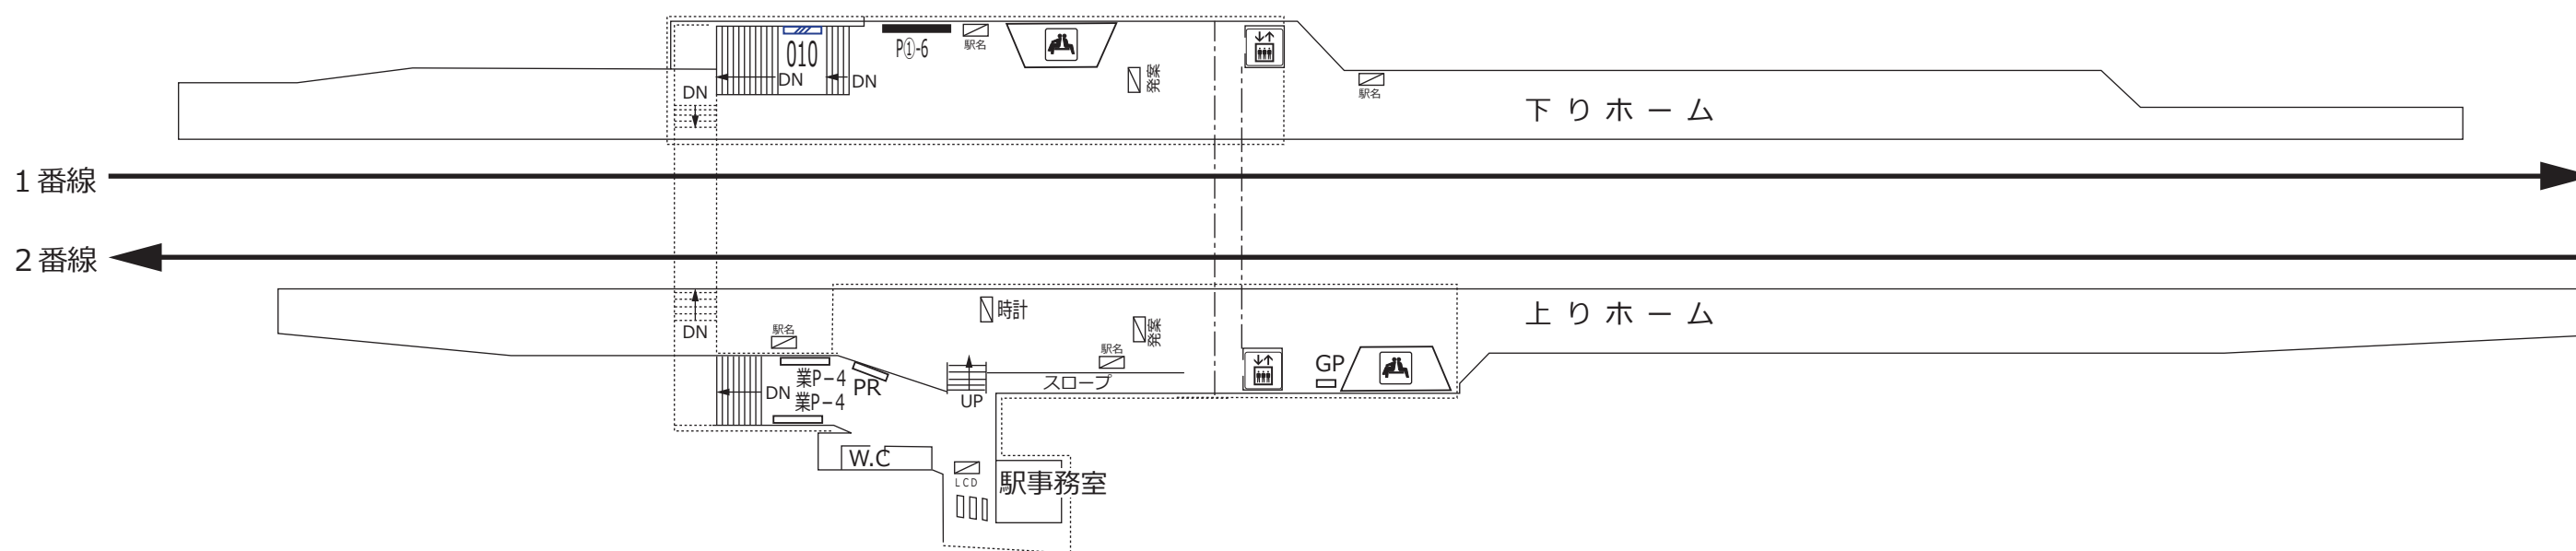 010
DN
DN
DN
P①-6
駅名
発案
駅名
下りホーム
1番線
2番線
上りホーム
時計
発案
DN
駅名
駅名
スロープ
GP
業P-4
PR
DN
業P-4
UP
W.C
LCD
駅事務室